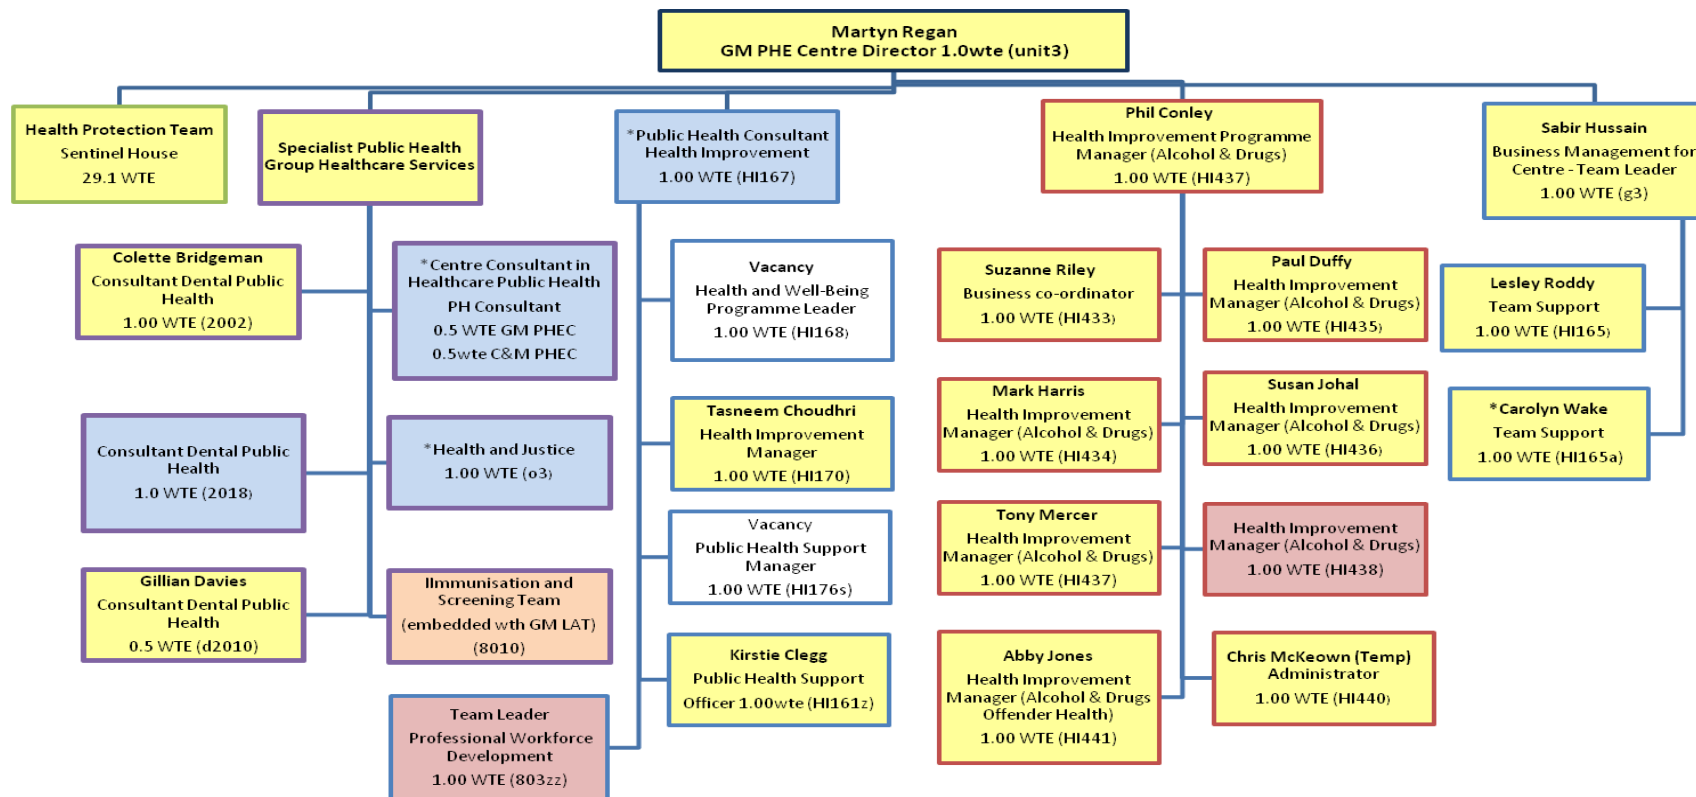 Martyn Regan
GM PHE Centre Director 1.0wte (unit3)
Health Protection Team
Sentinel House
29.1 WTE
Specialist Public Health
Group Healthcare Services
*Public Health Consultant
Health Improvement
1.00 WTE (HI167)
Phil Conley
Health Improvement Programme
Manager (Alcohol & Drugs)
1.00 WTE (HI437)
Sabir Hussain
Business Management for
Centre - Team Leader
1.00 WTE (g3)
Colette Bridgeman
Consultant Dental Public
Health
1.00 WTE (2002)
*Centre Consultant in
Healthcare Public Health
PH Consultant
0.5 WTE GM PHEC
0.5wte C&M PHEC
Vacancy
Health and Well-Being
Programme Leader
1.00 WTE (HI168)
Suzanne Riley
Business co-ordinator
1.00 WTE (HI433)
Paul Duffy
Health Improvement
Manager (Alcohol & Drugs)
1.00 WTE (HI435)
Lesley Roddy
Team Support
1.00 WTE (HI165)
Consultant Dental Public
Health
1.0 WTE (2018)
*Health and Justice
1.00 WTE (o3)
Tasneem Choudhri
Health Improvement
Manager
1.00 WTE (HI170)
Mark Harris
Health Improvement
Manager (Alcohol & Drugs)
1.00 WTE (HI434)
Susan Johal
Health Improvement
Manager (Alcohol & Drugs)
1.00 WTE (HI436)
*Carolyn Wake
Team Support
1.00 WTE (HI165a)
Gillian Davies
Consultant Dental Public
Health
0.5 WTE (d2010)
IImmunisation and
Screening Team
(embedded wth GM LAT)
(8010)
Vacancy
Public Health Support
Manager
1.00 WTE (HI176s)
Tony Mercer
Health Improvement
Manager (Alcohol & Drugs)
1.00 WTE (HI437)
Health Improvement
Manager (Alcohol & Drugs)
1.00 WTE (HI438)
Team Leader
Professional Workforce
Development
1.00 WTE (803zz)
Kirstie Clegg
Public Health Support
Officer 1.00wte (HI161z)
Abby Jones
Health Improvement
Manager (Alcohol & Drugs
Offender Health)
1.00 WTE (HI441)
Chris McKeown (Temp)
Administrator
1.00 WTE (HI440)